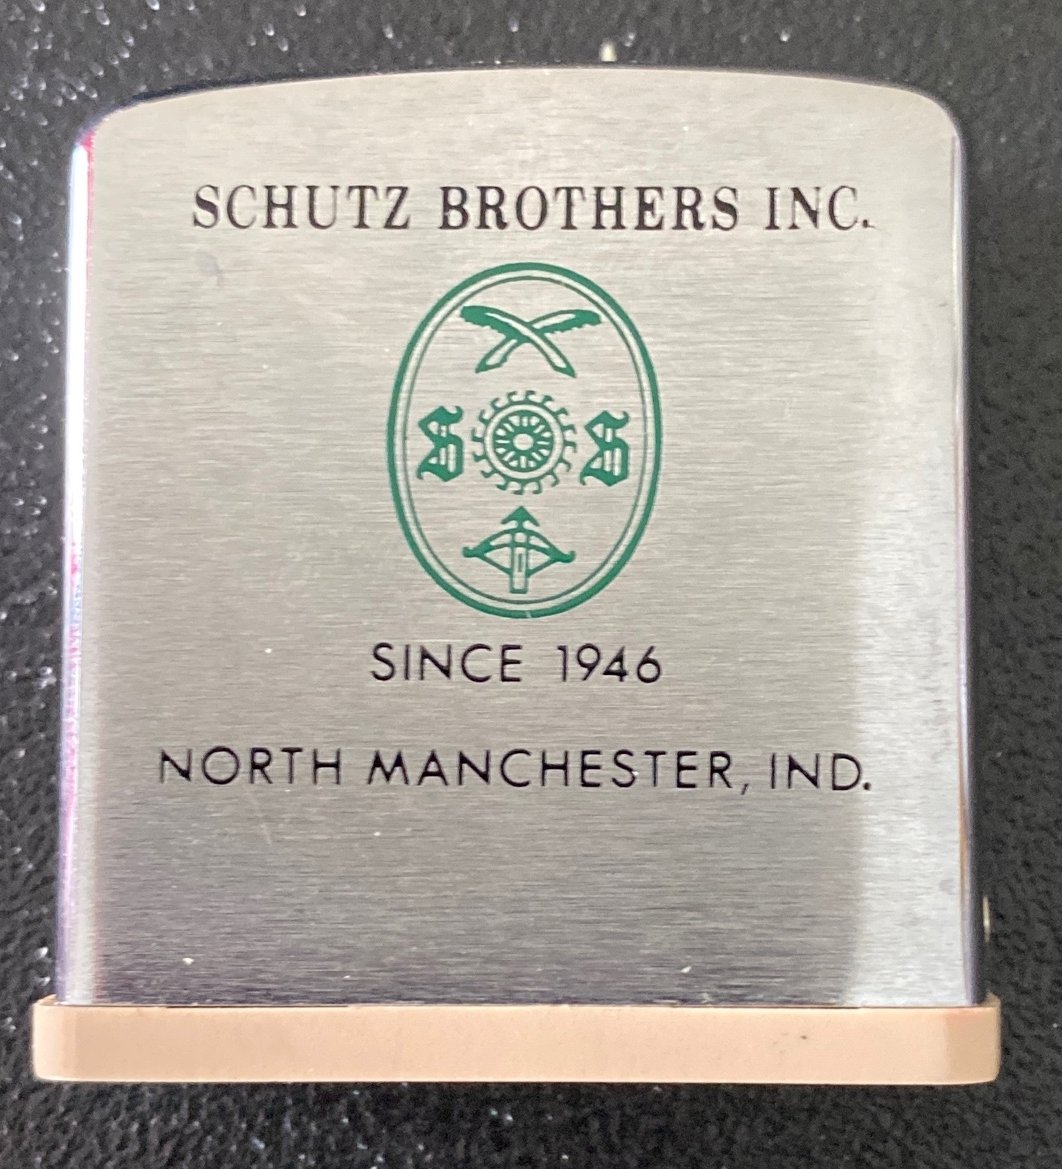 SCHUTZ BROTHERS INC.
S S
SINCE 1946
NORTH MANCHESTER, IND.